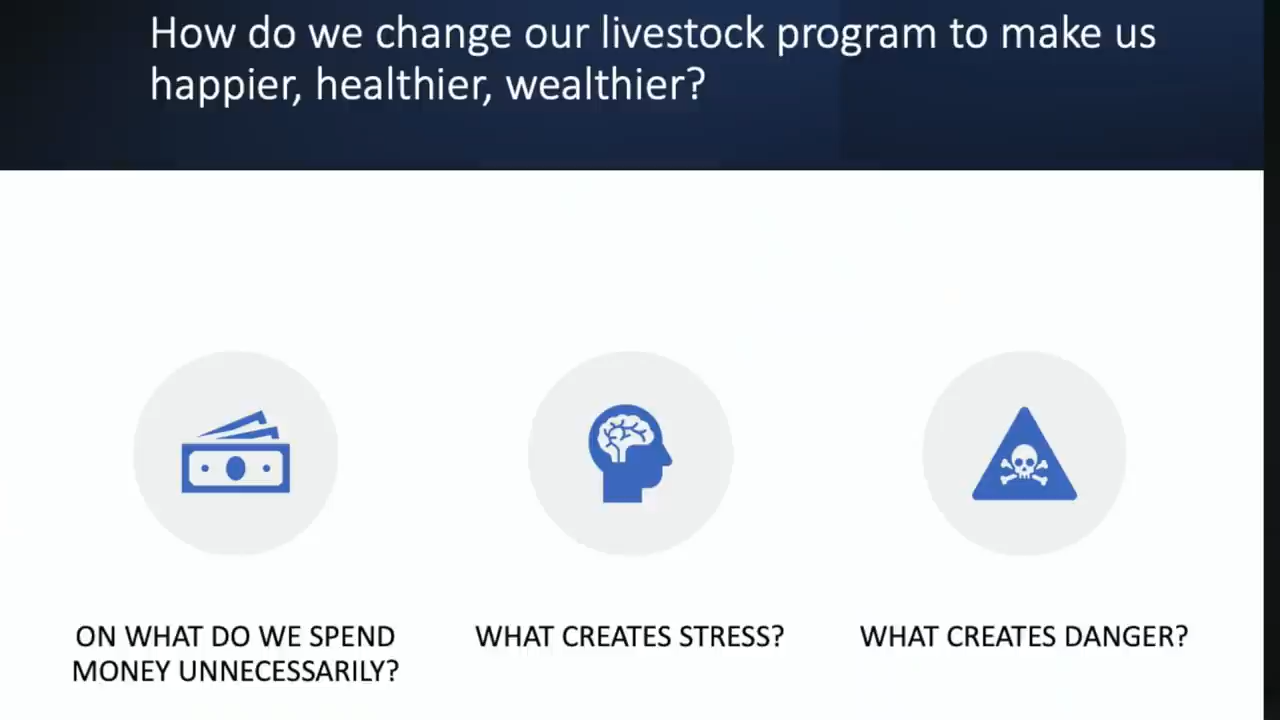 How do we change our livestock program to make us
happier, healthier, wealthier?
ON WHAT DO WE SPEND
MONEY UNNECESSARILY?
WHAT CREATES STRESS?
WHAT CREATES DANGER?